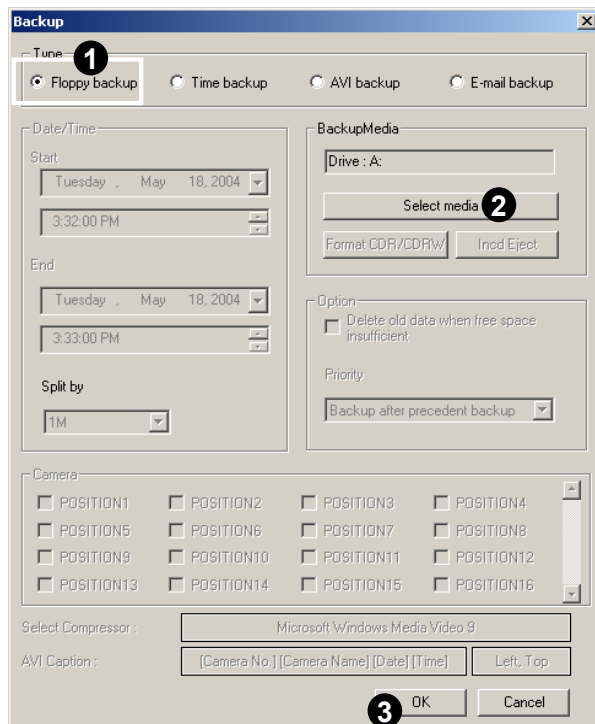 Backup
Type
1
Floppy backup Time backup AVI backup E-mail backup
Date/Time
Start
Tuesday , May 18, 2004
3:32:00 PM
End
Tuesday , May 18, 2004
3:33:00 PM
Split by
1M
BackupMedia
Drive : A:
Select media 2
Format CDR/CDRW Incd Eject
Option
Delete old data when free space
insufficient
Priority
Backup after precedent backup
Camera
POSITION1 POSITION2 POSITION3 POSITION4
POSITION5 POSITION6 POSITION7 POSITION8
POSITION9 POSITION10 POSITION11 POSITION12
POSITION13 POSITION14 POSITION15 POSITION16
Select Compressor : Microsoft Windows Media Video 9
AVI Caption : [Camera No.] [Camera Name] [Date] [Time] Left, Top
3 OK Cancel